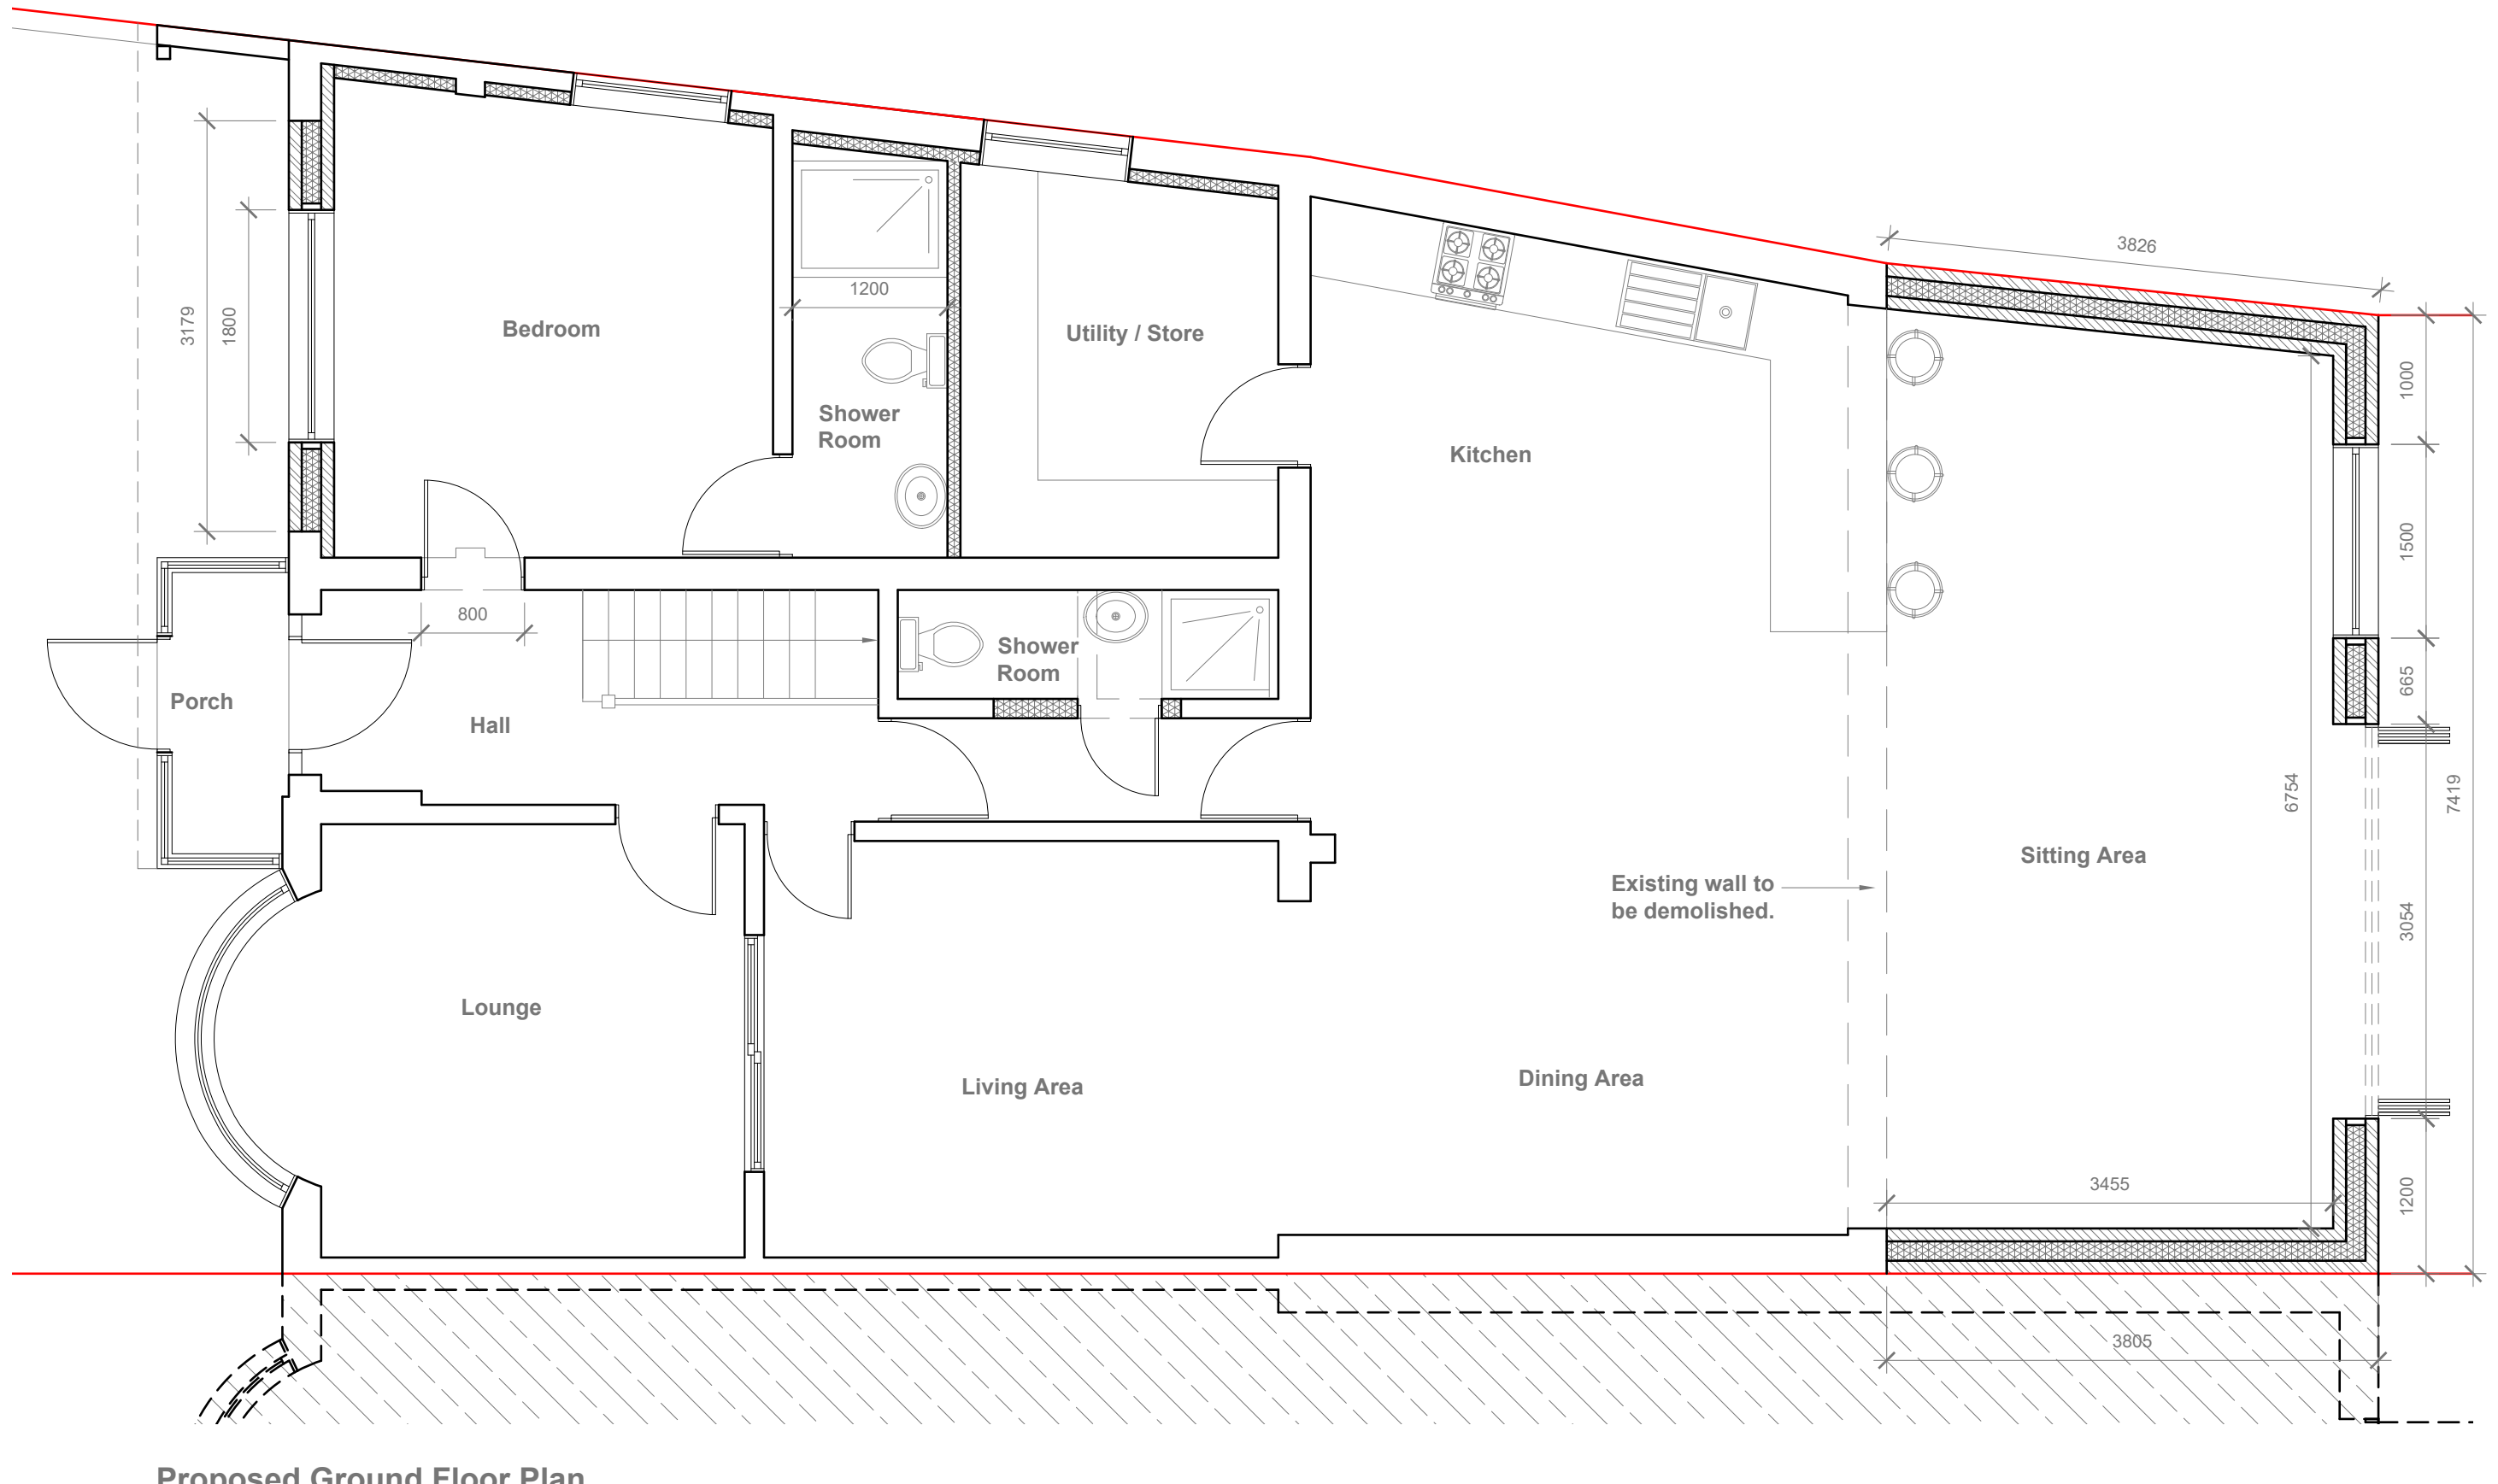 3826
1200
3179
1800
Bedroom
Utility / Store
Shower
Room
Kitchen
1000
1500
665
800
Shower
Room
Porch
Hall
6754
7419
Sitting Area
Existing wall to
be demolished.
3054
Lounge
Living Area
Dining Area
3455
1200
3805
Proposed Ground Floor Plan